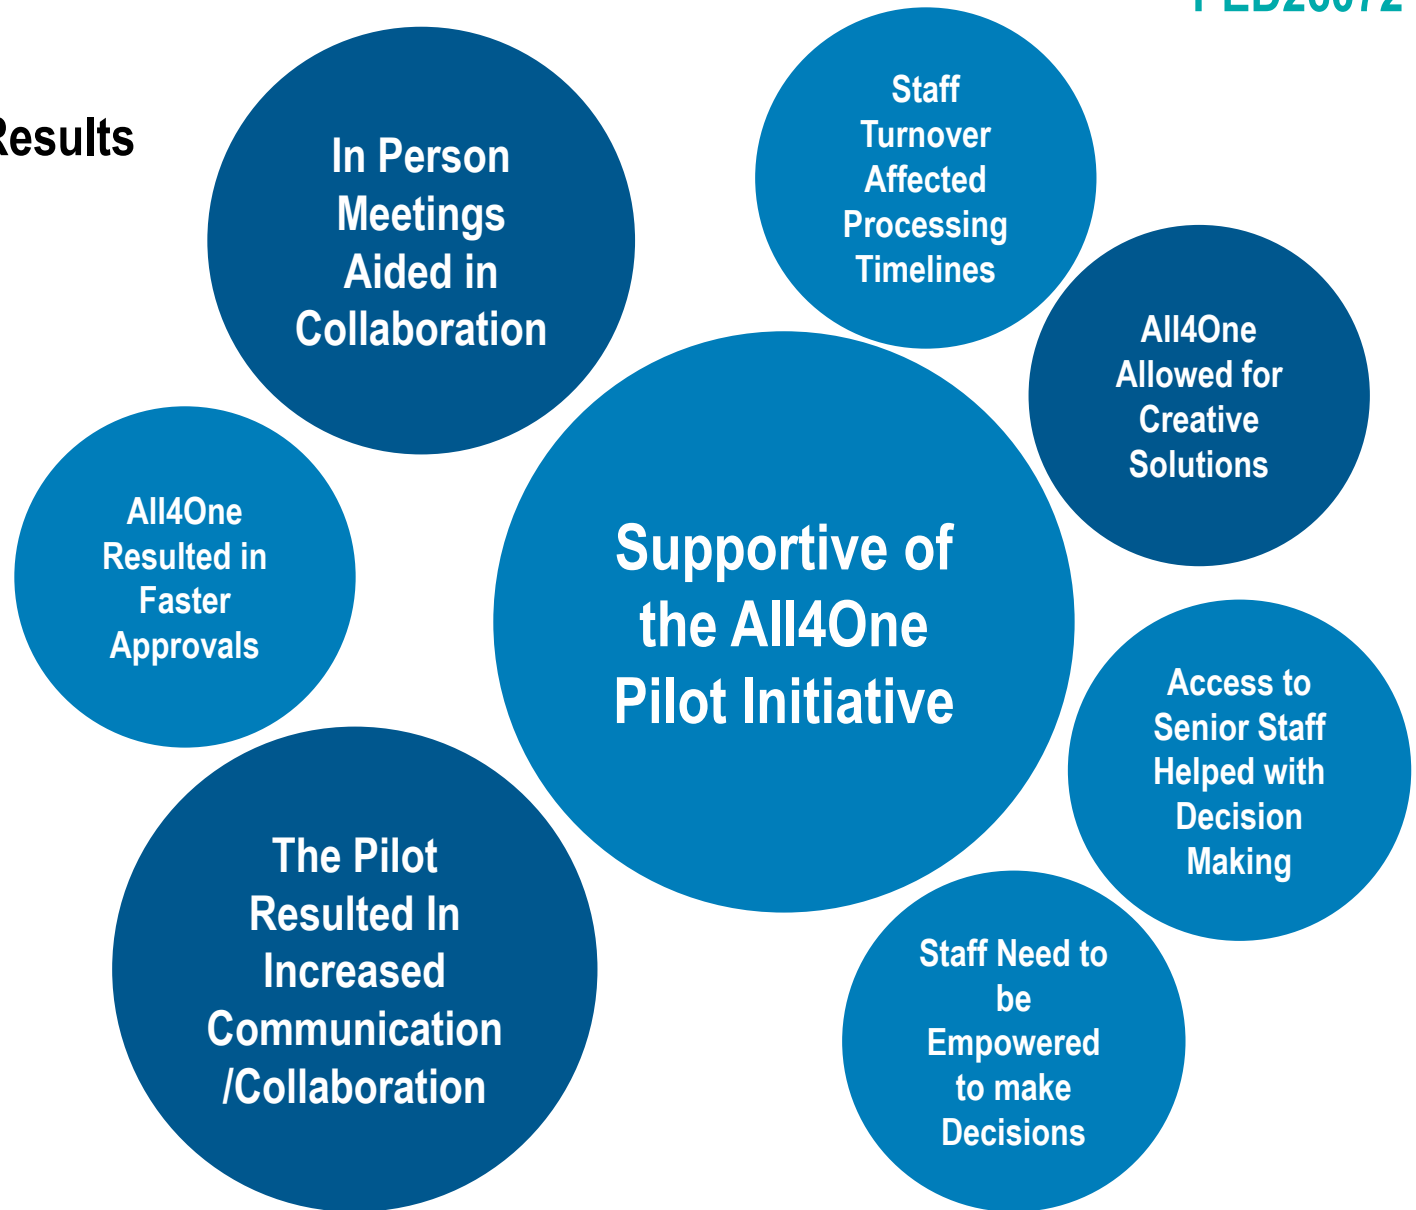 Results
In Person
Meetings
Aided in
Collaboration
Staff
Turnover
Affected
Processing
Timelines
All4One
Allowed for
Creative
Solutions
All4One
Resulted in
Faster
Approvals
Supportive of
the All4One
Pilot Initiative
Access to
Senior Staff
Helped with
Decision
Making
The Pilot
Resulted In
Increased
Communication
/Collaboration
Staff Need to
be
Empowered
to make
Decisions